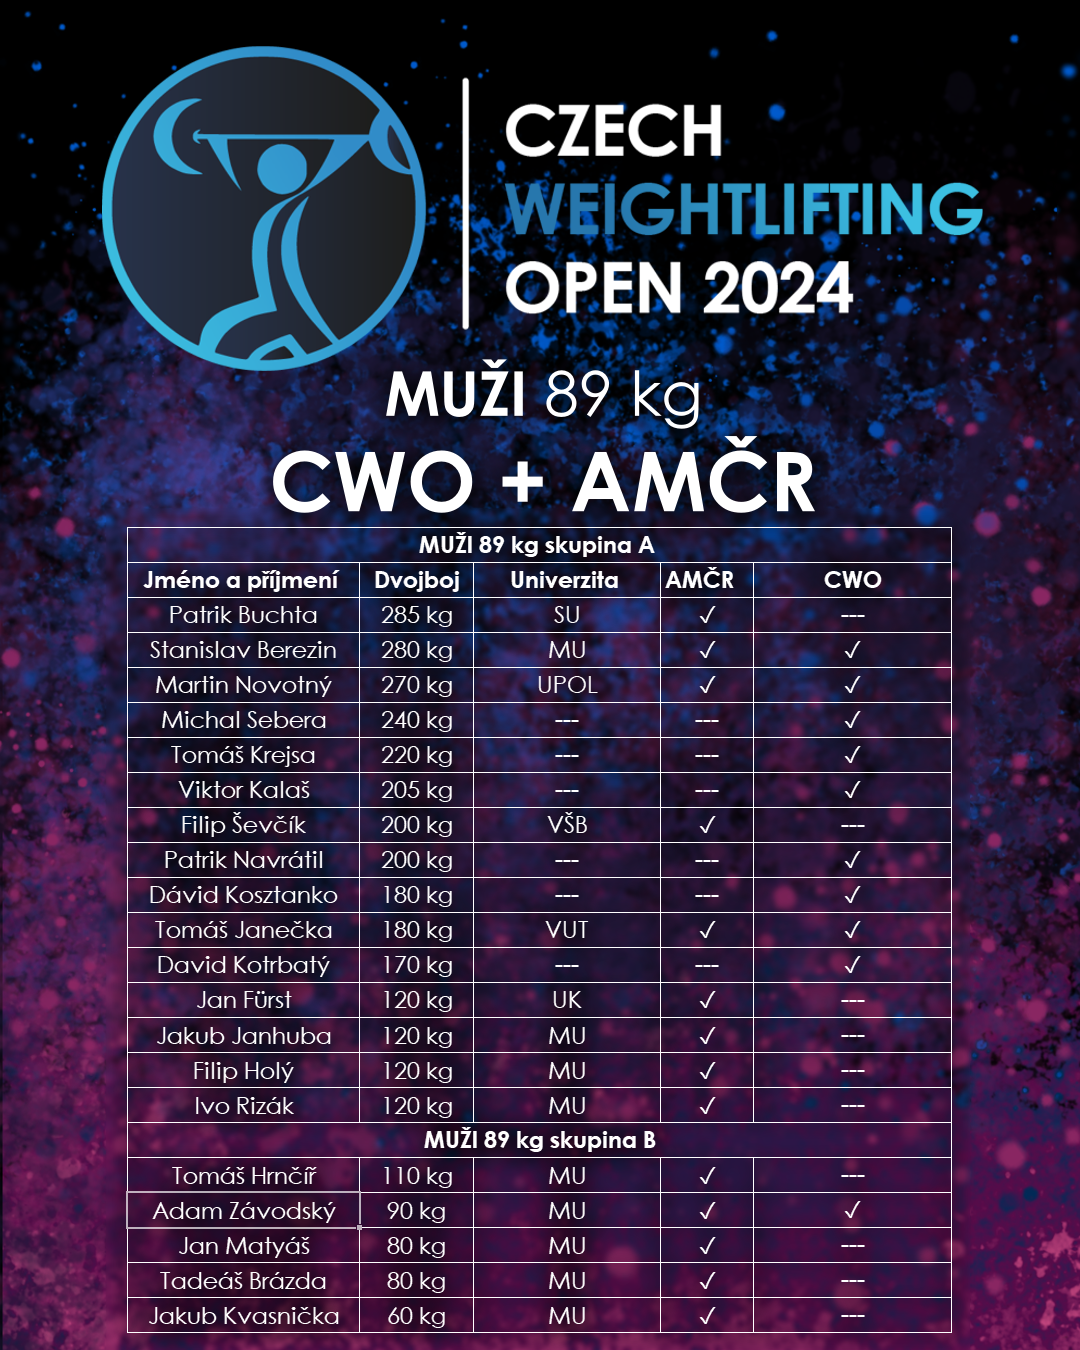 CZECH
WEIGHTLIFTING
OPEN 2024
MUŽI 89 kg
CWO + AMČR
MUŽI 89 kg skupina A
Jméno a příjmení Dvojboj Univerzita AMČR CWO
Patrik Buchta 285 kg SU ✓ ---
Stanislav Berezin 280 kg MU ✓ ✓
Martin Novotný 270 kg UPOL ✓ ✓
Michal Sebera 240 kg --- --- ✓
Tomáš Krejsa 220 kg --- --- ✓
Viktor Kalaš 205 kg --- --- ✓
Filip Ševčík 200 kg VŠB ✓ ---
Patrik Navrátil 200 kg --- --- ✓
Dávid Kosztanko 180 kg --- --- ✓
Tomáš Janečka 180 kg VUT ✓ ✓
David Kotrbatý 170 kg --- --- ✓
Jan Fürst 120 kg UK ✓ ---
Jakub Janhuba 120 kg MU ✓ ---
Filip Holý 120 kg MU ✓ ---
Ivo Rizák 120 kg MU ✓ ---
MUŽI 89 kg skupina B
Tomáš Hrnčíř 110 kg MU ✓ ---
Adam Závodský 90 kg MU ✓ ✓
Jan Matyáš 80 kg MU ✓ ---
Tadeáš Brázda 80 kg MU ✓ ---
Jakub Kvasnička 60 kg MU ✓ ---